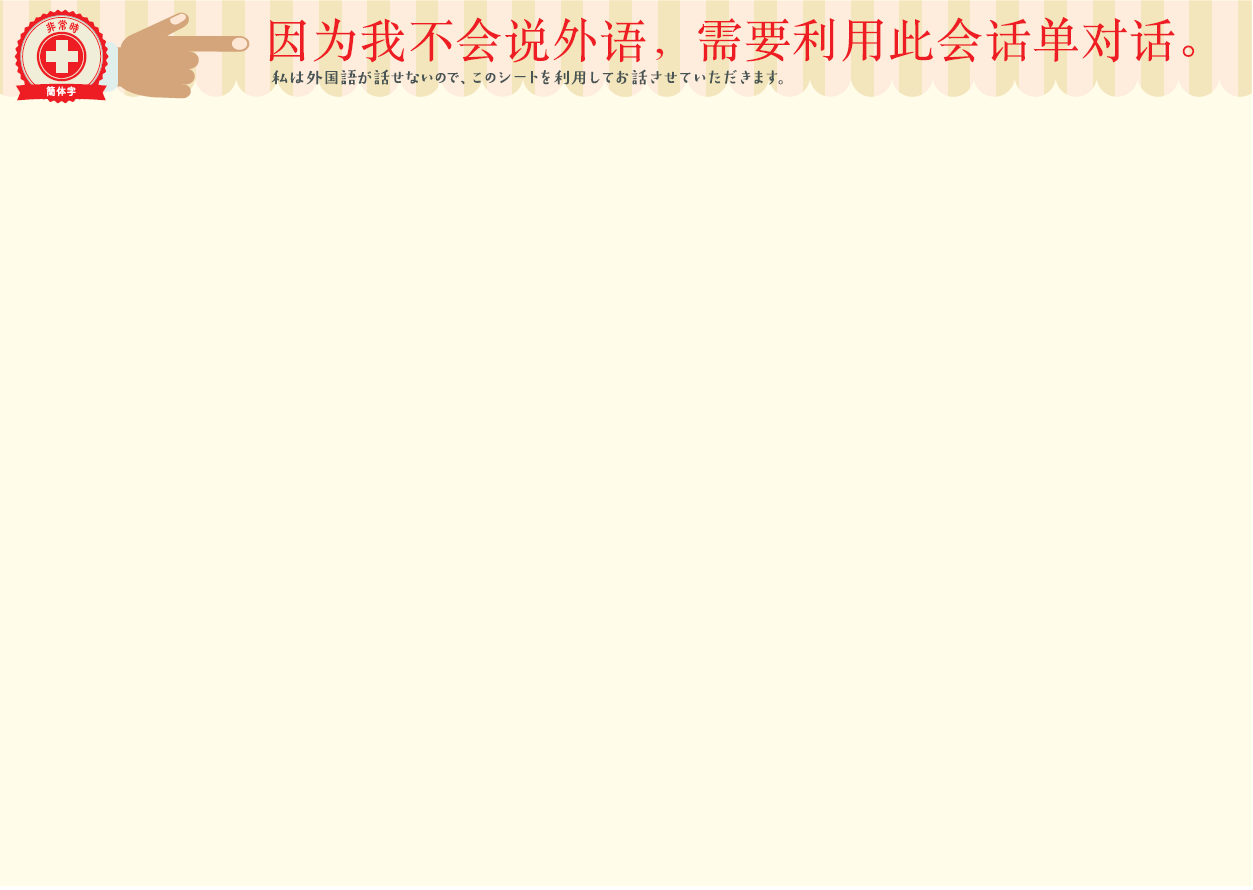 非常時
簡体字
因为我不会说外语，需要利用此会话单对话。
私は外国語が話せないので、このシートを利用してお話させていただきます。